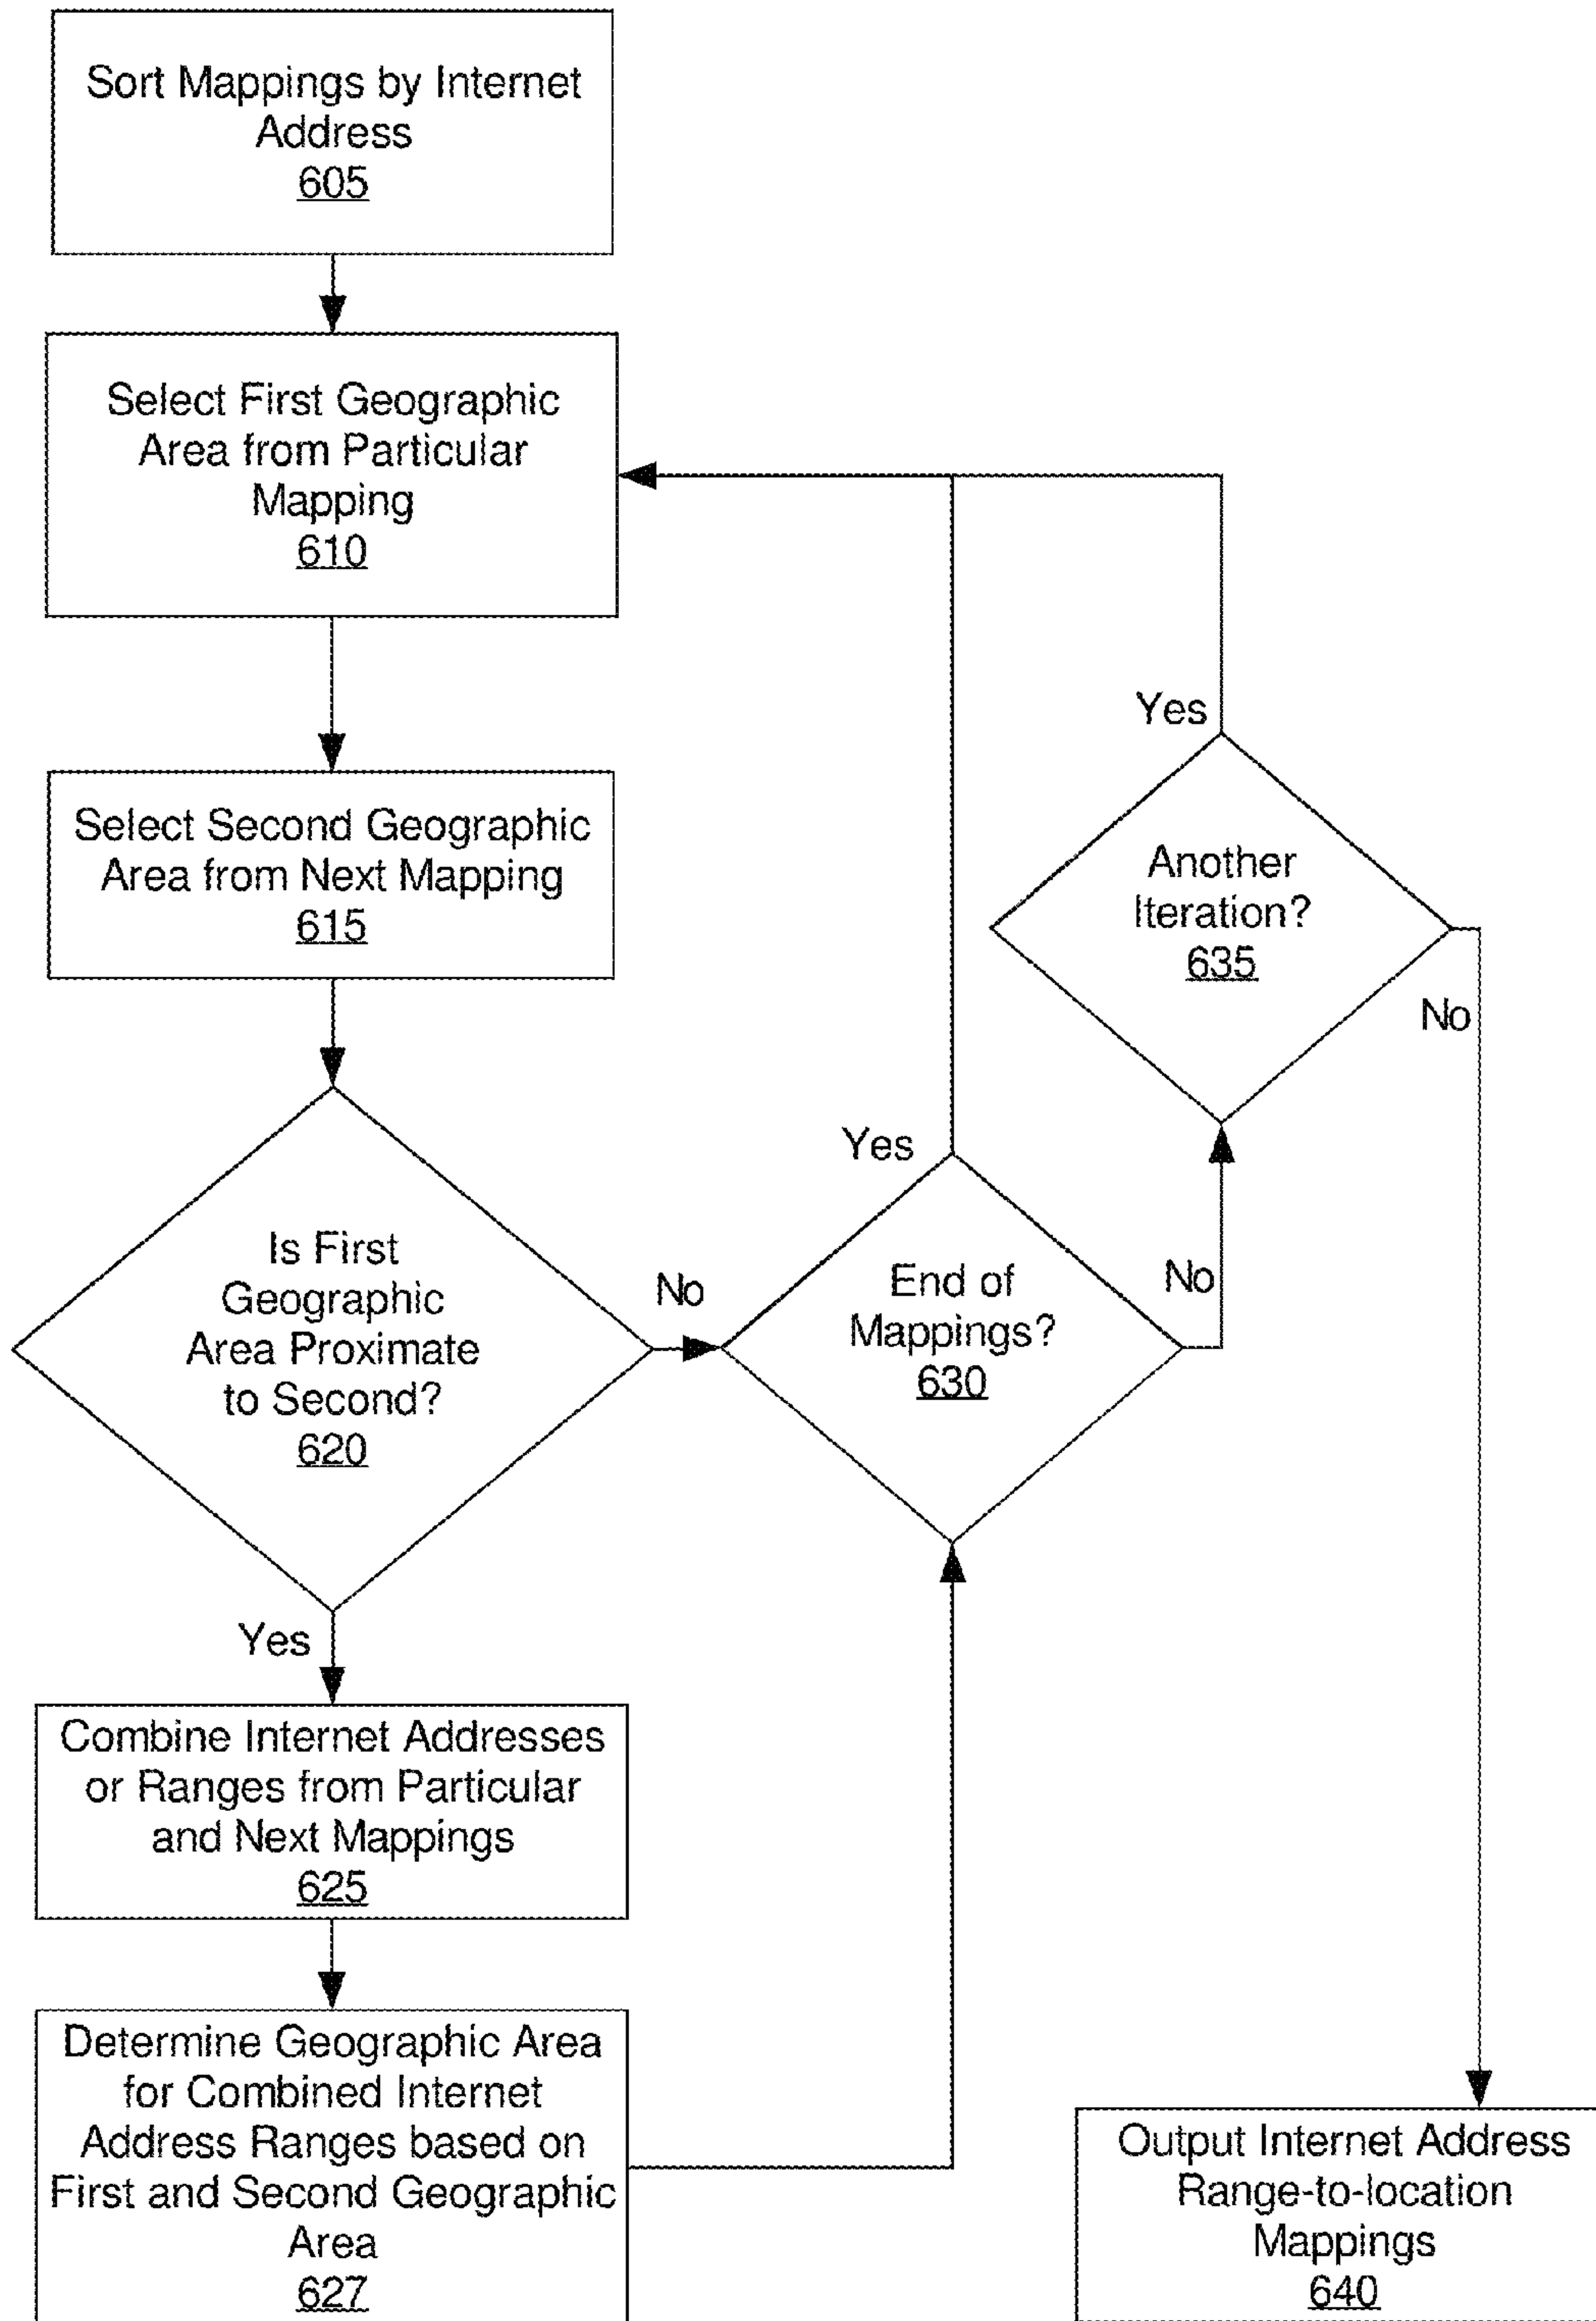 Sort Mappings by Internet
Address
605
Select First Geographic
Area from Particular
Mapping
610
Select Second Geographic
Area from Next Mapping
615
Is First
Geographic
Area Proximate
to Second?
620
No
Yes
Combine Internet Addresses
or Ranges from Particular
and Next Mappings
625
Determine Geographic Area
for Combined Internet
Address Ranges based on
First and Second Geographic
Area
627
End of
Mappings?
630
Yes
No
Another
Iteration?
635
Yes
No
Output Internet Address
Range-to-location
Mappings
640